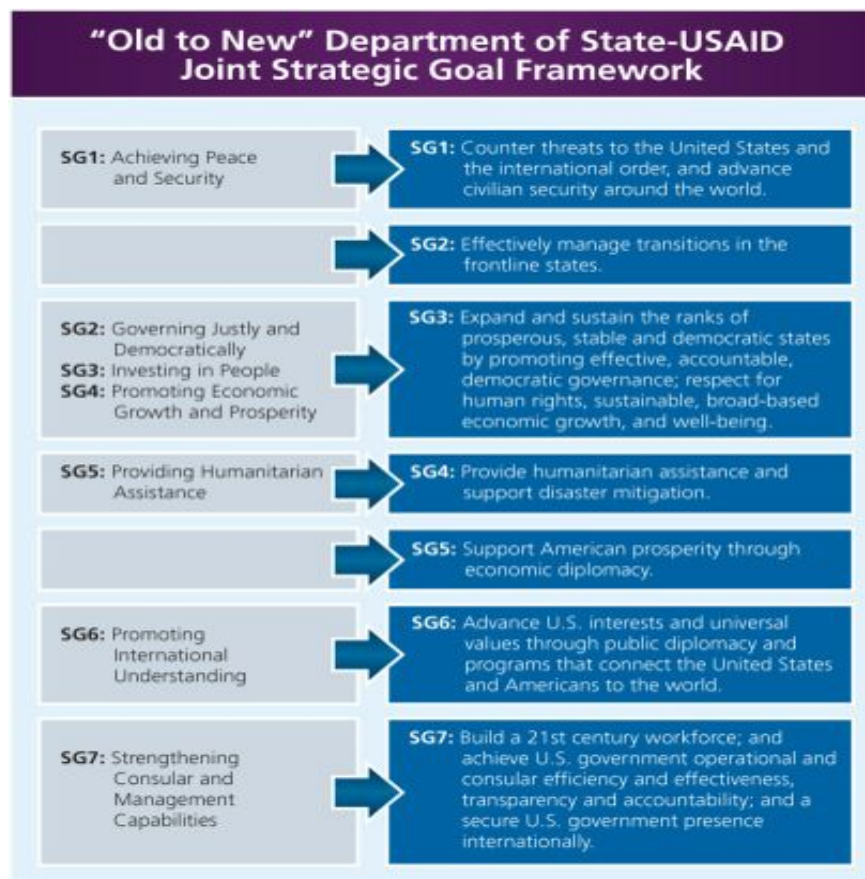 “Old to New” Department of State-USAID
Joint Strategic Goal Framework
SG1: Achieving Peace
and Security
SG1: Counter threats to the United States and
the international order, and advance
civilian security around the world.
SG2: Effectively manage transitions in the
frontline states.
SG2: Governing Justly and
Democratically
SG3: Investing in People
SG4: Promoting Economic
Growth and Prosperity
SG3: Expand and sustain the ranks of
prosperous, stable and democratic states
by promoting effective, accountable,
democratic governance; respect for
human rights, sustainable, broad-based
economic growth, and well-being.
SG5: Providing Humanitarian
Assistance
SG4: Provide humanitarian assistance and
support disaster mitigation.
SG5: Support American prosperity through
economic diplomacy.
SG6: Promoting
International
Understanding
SG6: Advance U.S. interests and universal
values through public diplomacy and
programs that connect the United States
and Americans to the world.
SG7: Strengthening
Consular and
Management
Capabilities
SG7: Build a 21st century workforce; and
achieve U.S. government operational and
consular efficiency and effectiveness,
transparency and accountability; and a
secure U.S. government presence
internationally.